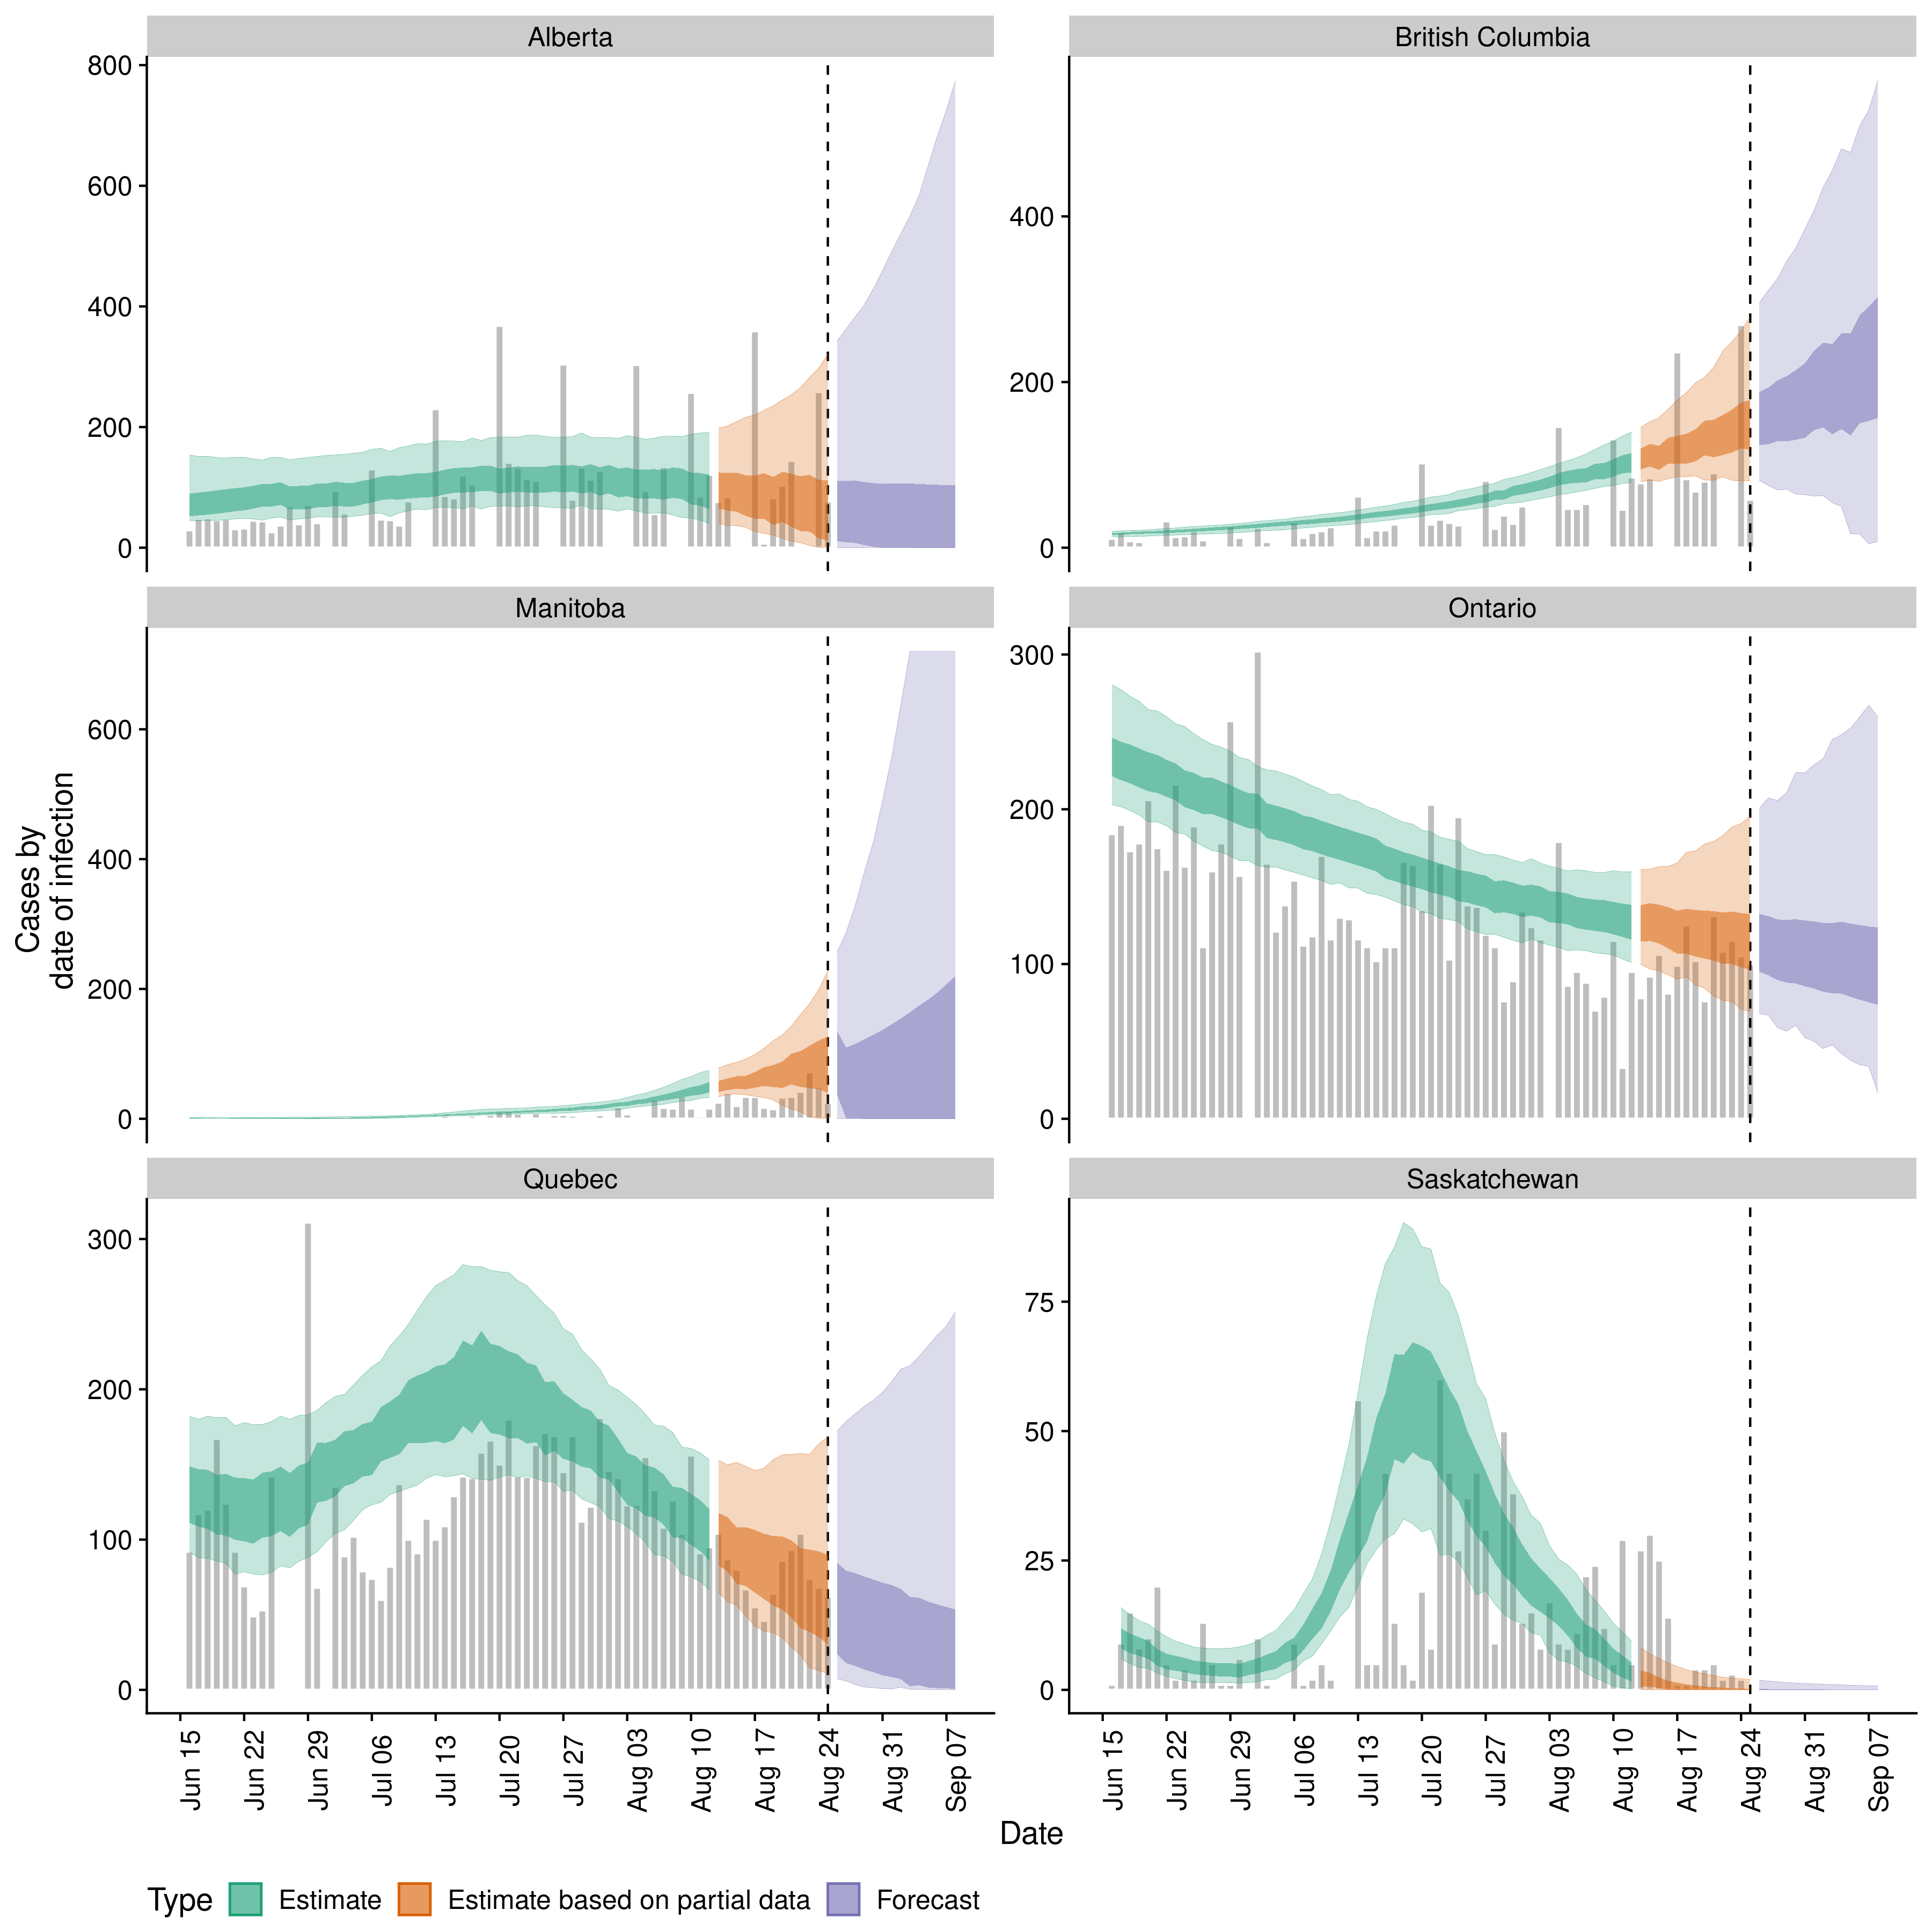 Alberta
British Columbia
800
600
400
200
0
400
200
0
Manitoba
Ontario
600
400
200
0
300
200
100
0
Cases by
date of infection
Quebec
Saskatchewan
300
200
100
0
75
50
25
0
Jun 15
Jun 22
Jun 29
Jul 06
Jul 13
Jul 20
Jul 27
Aug 03
Aug 10
Aug 17
Aug 24
Aug 31
Sep 07
Jun 15
Jun 22
Jun 29
Jul 06
Jul 13
Jul 20
Jul 27
Aug 03
Aug 10
Aug 17
Aug 24
Aug 31
Sep 07
Date
Type Estimate Estimate based on partial data Forecast